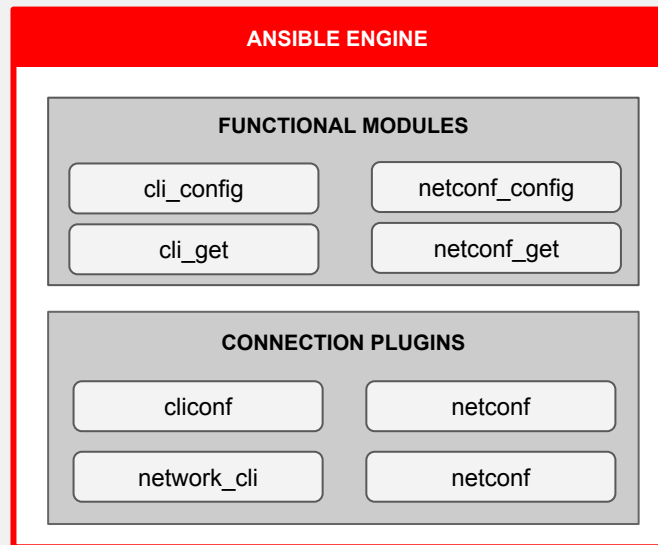 ANSIBLE ENGINE
FUNCTIONAL MODULES
cli_config
netconf_config
cli_get
netconf_get
CONNECTION PLUGINS
cliconf
netconf
network_cli
netconf